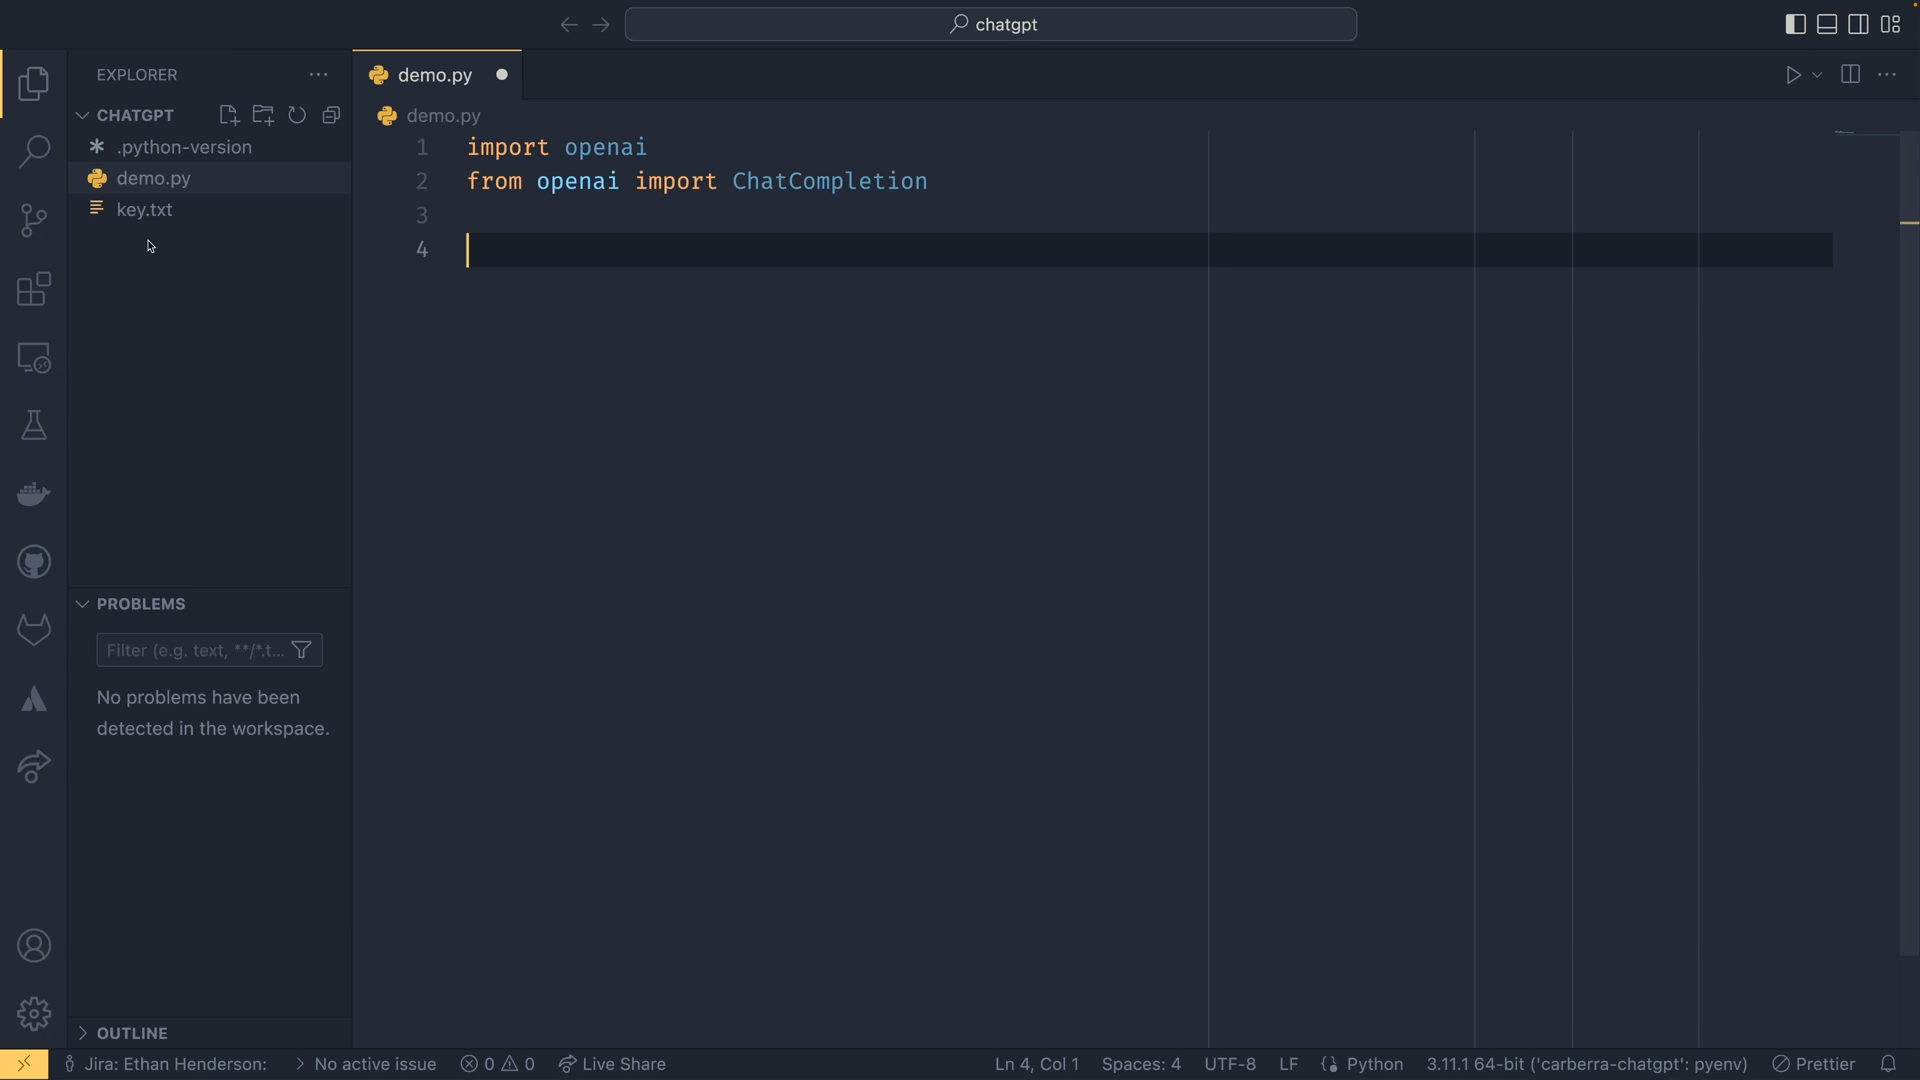 chatgpt
EXPLORER
demo.py
CHATGPT
demo.py
.python-version
demo.py
key.txt
1 import openai
2 from openai import ChatCompletion
3
4
PROBLEMS
Filter (e.g. text, **/*.t...
No problems have been
detected in the workspace.
OUTLINE
Jira: Ethan Henderson: No active issue 0 0 Live Share Ln 4, Col 1 Spaces: 4 UTF-8 LF Python 3.11.1 64-bit ('carberra-chatgpt': pyenv) Prettier